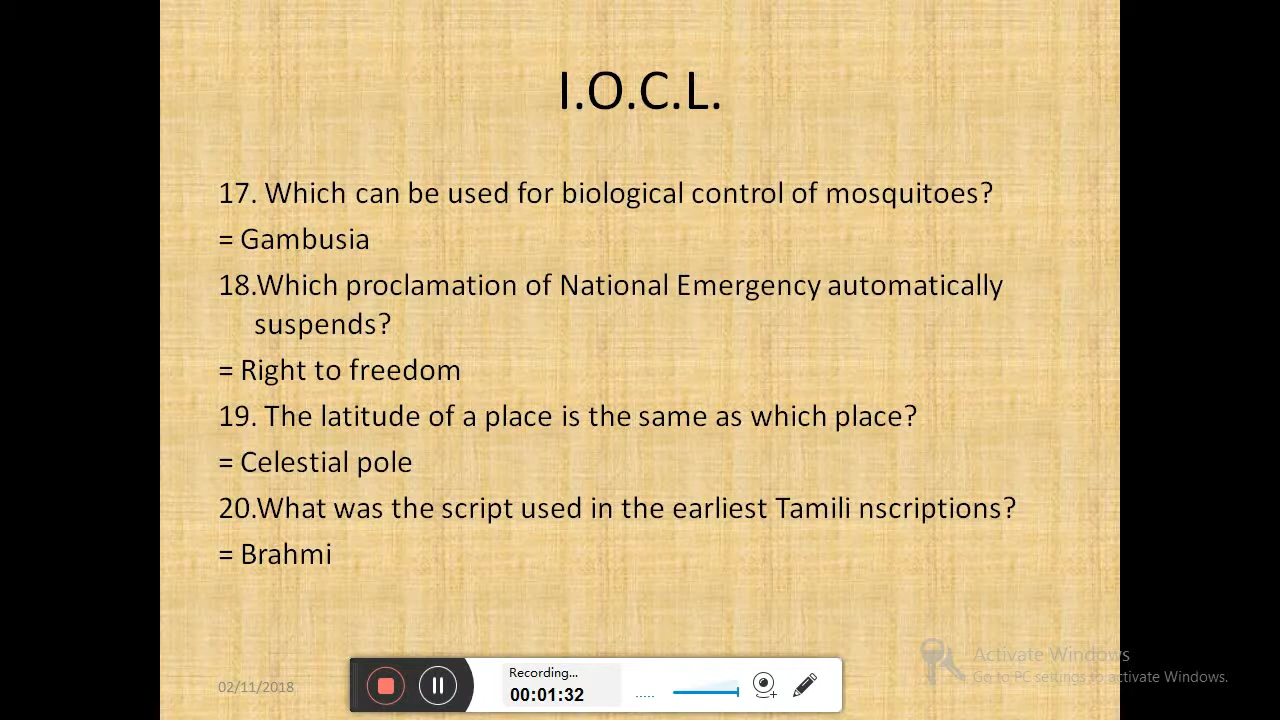 I.O.C.L.
17. Which can be used for biological control of mosquitoes?
= Gambusia
18.Which proclamation of National Emergency automatically
suspends?
= Right to freedom
19. The latitude of a place is the same as which place?
= Celestial pole
20.What was the script used in the earliest Tamili nscriptions?
= Brahmi
02/11/2018
Recording...
00:01:32
Activate Windows
Go to PC settings to activate Windows.